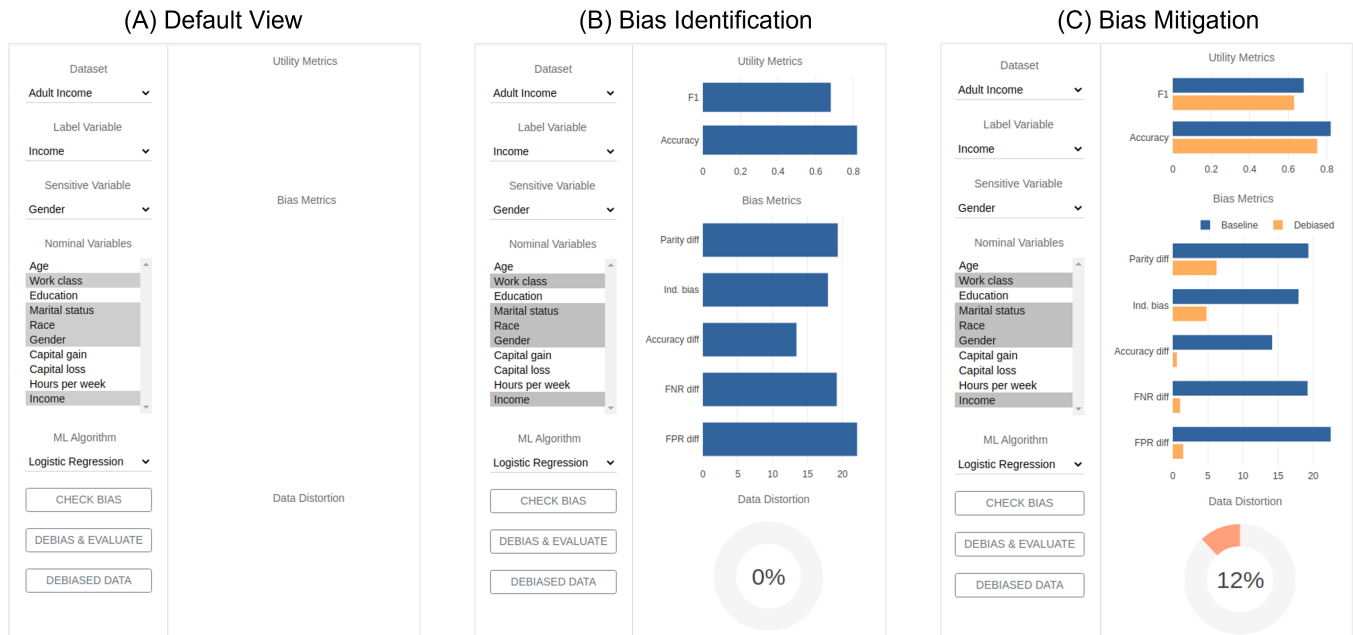 (A) Default View
Dataset
Adult Income
Label Variable
Income
Sensitive Variable
Gender
Nominal Variables
Age
Work class
Education
Marital status
Race
Gender
Capital gain
Capital loss
Hours per week
Income
ML Algorithm
Logistic Regression
CHECK BIAS
DEBIAS & EVALUATE
DEBIASED DATA
Utility Metrics
Bias Metrics
Data Distortion
(B) Bias Identification
Dataset
Adult Income
Label Variable
Income
Sensitive Variable
Gender
Nominal Variables
Age
Work class
Education
Marital status
Race
Gender
Capital gain
Capital loss
Hours per week
Income
ML Algorithm
Logistic Regression
CHECK BIAS
DEBIAS & EVALUATE
DEBIASED DATA
Utility Metrics
F1
Accuracy
0 0.2 0.4 0.6 0.8
Bias Metrics
Parity diff
Ind. bias
Accuracy diff
FNR diff
FPR diff
0 5 10 15 20
Data Distortion
0%
(C) Bias Mitigation
Dataset
Adult Income
Label Variable
Income
Sensitive Variable
Gender
Nominal Variables
Age
Work class
Education
Marital status
Race
Gender
Capital gain
Capital loss
Hours per week
Income
ML Algorithm
Logistic Regression
CHECK BIAS
DEBIAS & EVALUATE
DEBIASED DATA
Utility Metrics
F1
Accuracy
0 0.2 0.4 0.6 0.8
Bias Metrics
Baseline Debiased
Parity diff
Ind. bias
Accuracy diff
FNR diff
FPR diff
0 5 10 15 20
Data Distortion
12%